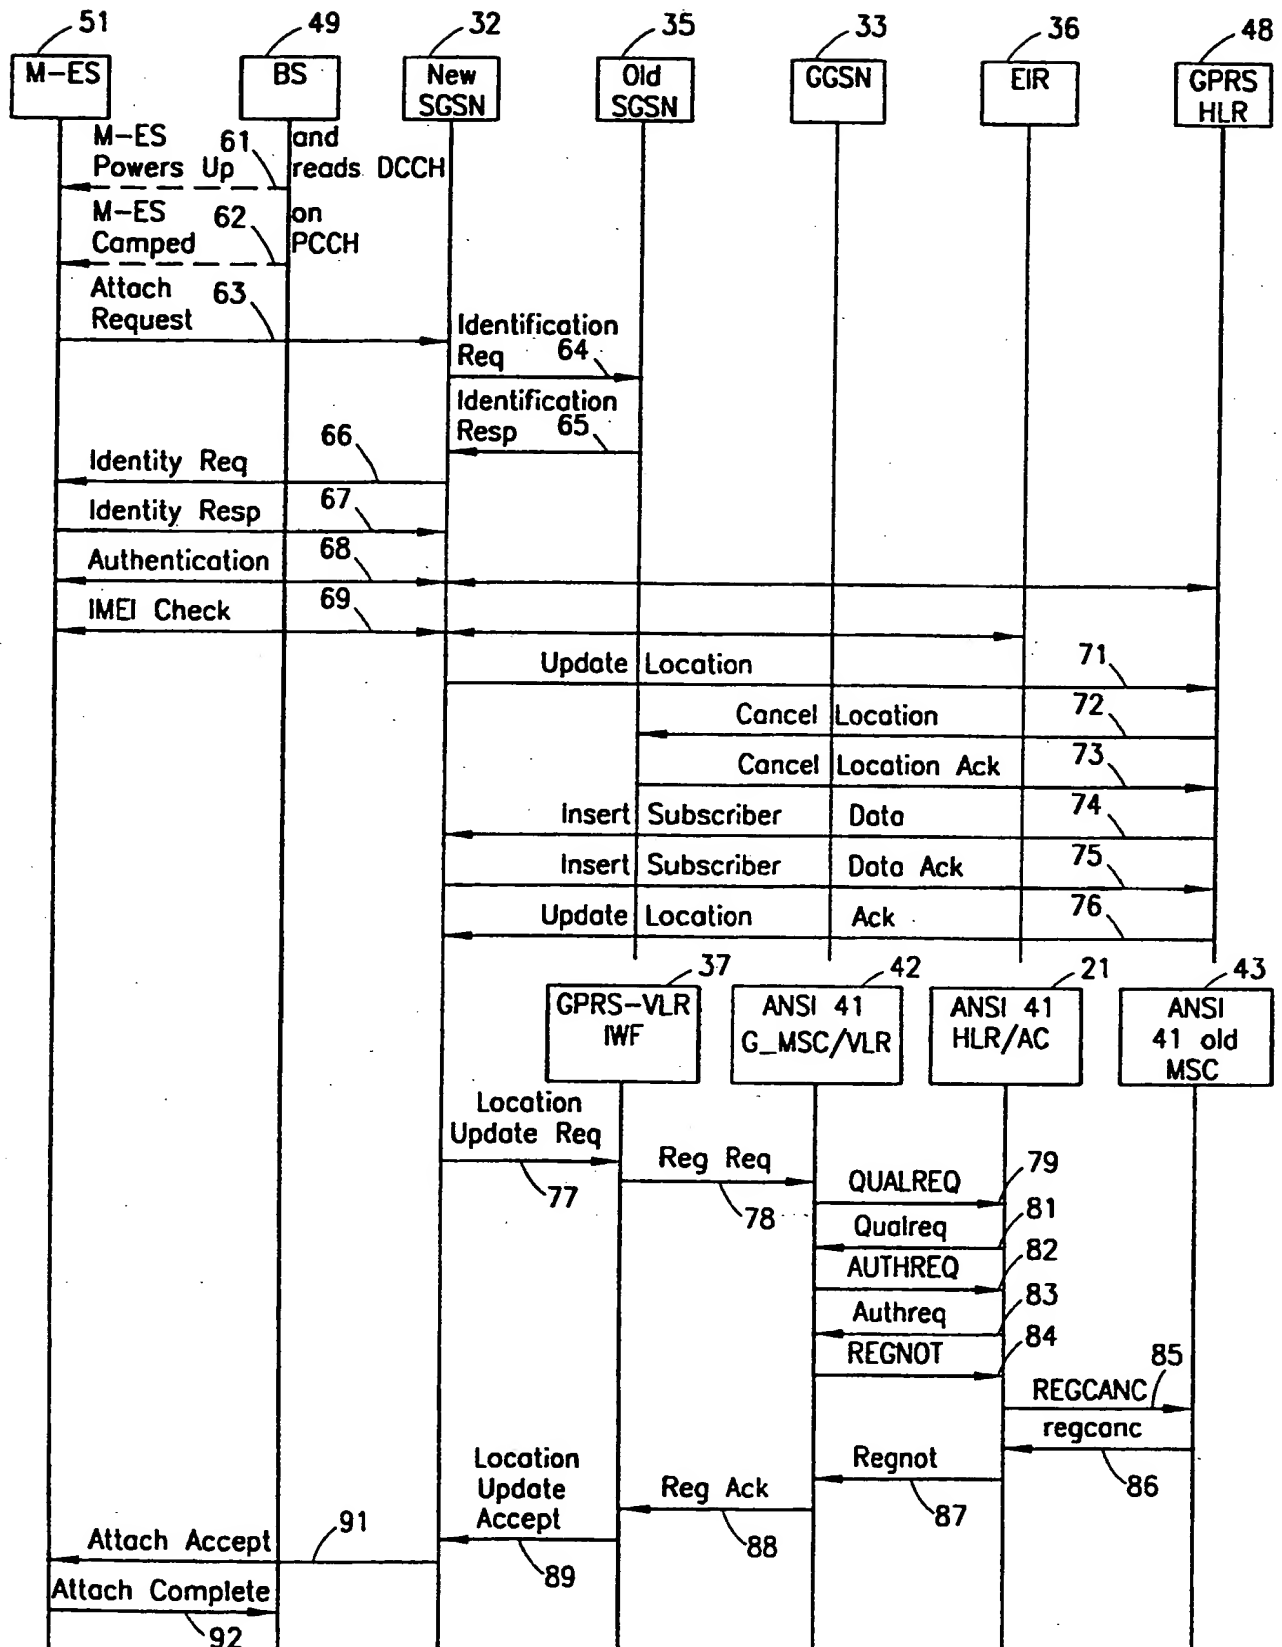 51 49 32 35 33 36 48
M-ES BS New SGSN Old SGSN GGSN EIR GPRS HLR
M-ES 61 and
Powers Up reads DCCH
M-ES 62 on
Camped PCCH
Attach 63
Request
Identification
Req 64
Identification
Resp 65
66
Identity Req
Identity Resp 67
Authentication 68
IMEI Check 69
Update Location 71
Cancel Location 72
Cancel Location Ack 73
Insert Subscriber Data 74
Insert Subscriber Data Ack 75
Update Location Ack 76
37 42 21 43
GPRS-VLR IWF ANSI 41 G_MSC/VLR ANSI 41 HLR/AC ANSI 41 old MSC
Location
Update Req
77
Reg Req
78
QUALREQ 79
Qualreq 81
82
AUTHREQ
Authreq 83
REGNOT 84
REGCANC 85
regcanc
86
Regnot
87
Reg Ack
88
Location
Update
Accept
89
Attach Accept 91
Attach Complete
92